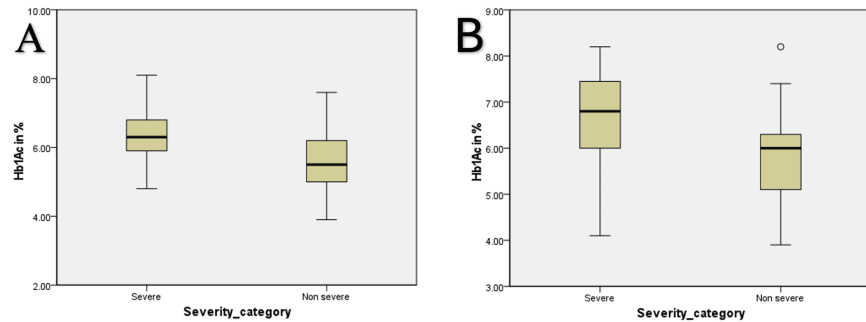 A
10.00
8.00
6.00
4.00
2.00
Hb1Ac in %
Severe
Non severe
Severity_category
B
9.00
8.00
7.00
6.00
5.00
4.00
3.00
Hb1Ac in %
Severe
Non severe
Severity_category